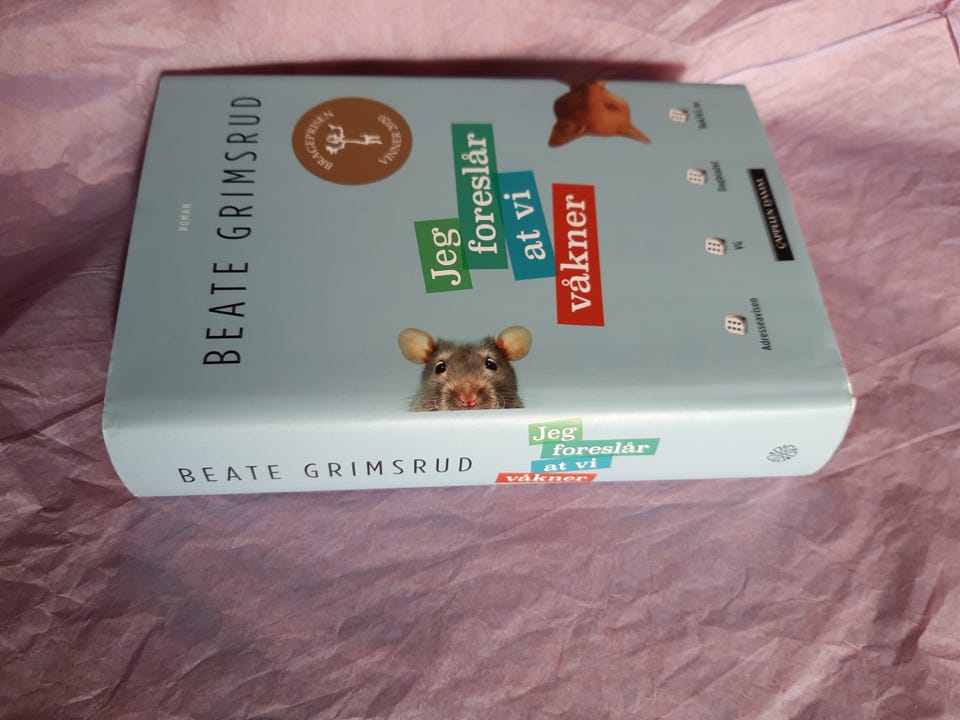 ROMAN
BEATE GRIMSRUD
BRAGEPRISEN
VINNER 2020
Jeg
foreslår
at vi
våkner
Adresseavisen
VG
Dagbladet
CAPPELEN DAMM
BEATE GRIMSRUD
Jeg
foreslår
at vi
våkner